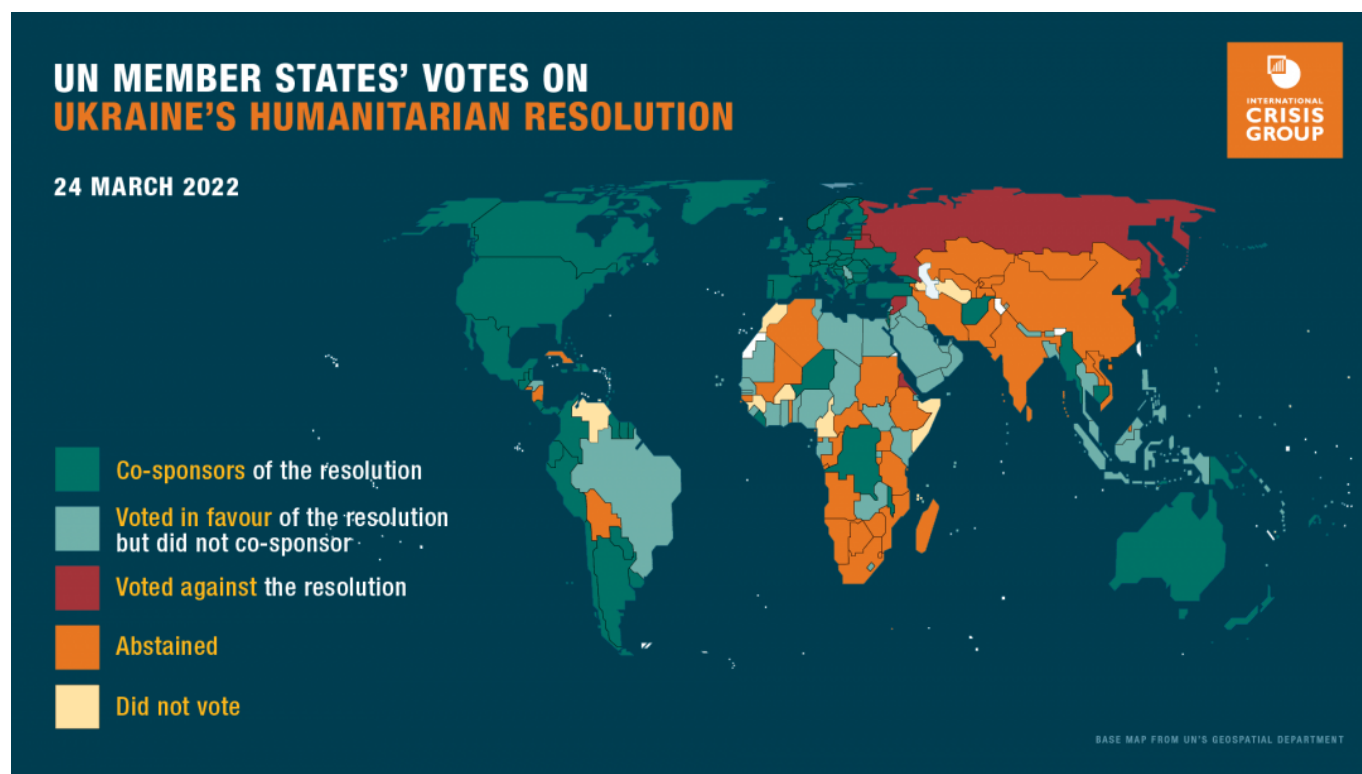 UN MEMBER STATES’ VOTES ON
UKRAINE’S HUMANITARIAN RESOLUTION
INTERNATIONAL
CRISIS
GROUP
24 MARCH 2022
Co-sponsors of the resolution
Voted in favour of the resolution
but did not co-sponsor
Voted against the resolution
Abstained
Did not vote
BASE MAP FROM UN'S GEOSPATIAL DEPARTMENT